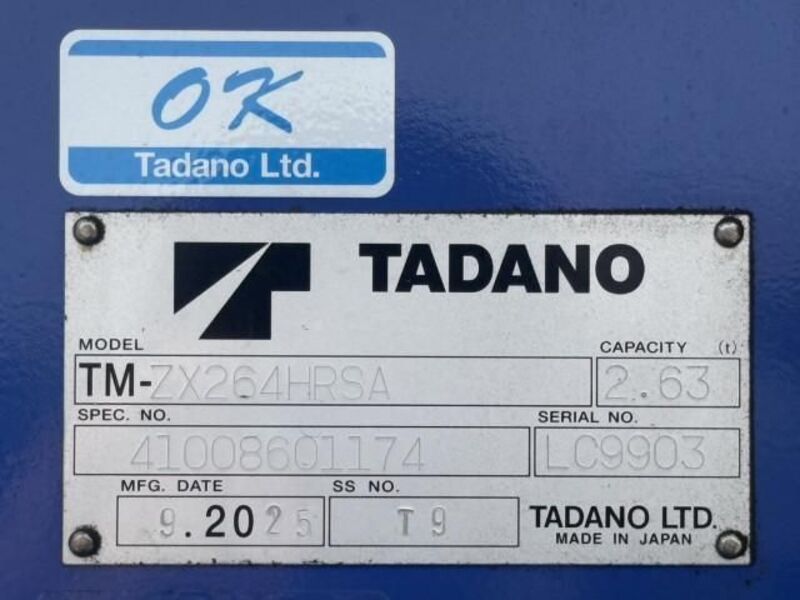 OK
Tadano Ltd.
TADANO
MODEL
CAPACITY (t)
TM-ZX264HRSA
2.63
SPEC. NO.
SERIAL NO.
41008601174
LC9903
MFG. DATE
SS NO.
9.2025
T9
TADANO LTD.
MADE IN JAPAN